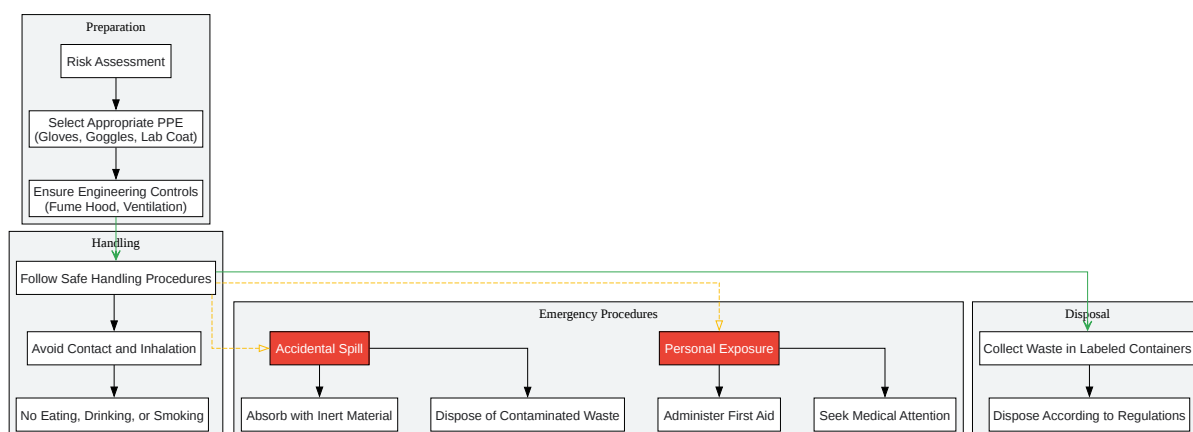 Preparation
Risk Assessment
Select Appropriate PPE
(Gloves, Goggles, Lab Coat)
Ensure Engineering Controls
(Fume Hood, Ventilation)
Handling
Follow Safe Handling Procedures
Avoid Contact and Inhalation
No Eating, Drinking, or Smoking
Emergency Procedures
Accidental Spill
Personal Exposure
Absorb with Inert Material
Dispose of Contaminated Waste
Administer First Aid
Seek Medical Attention
Disposal
Collect Waste in Labeled Containers
Dispose According to Regulations